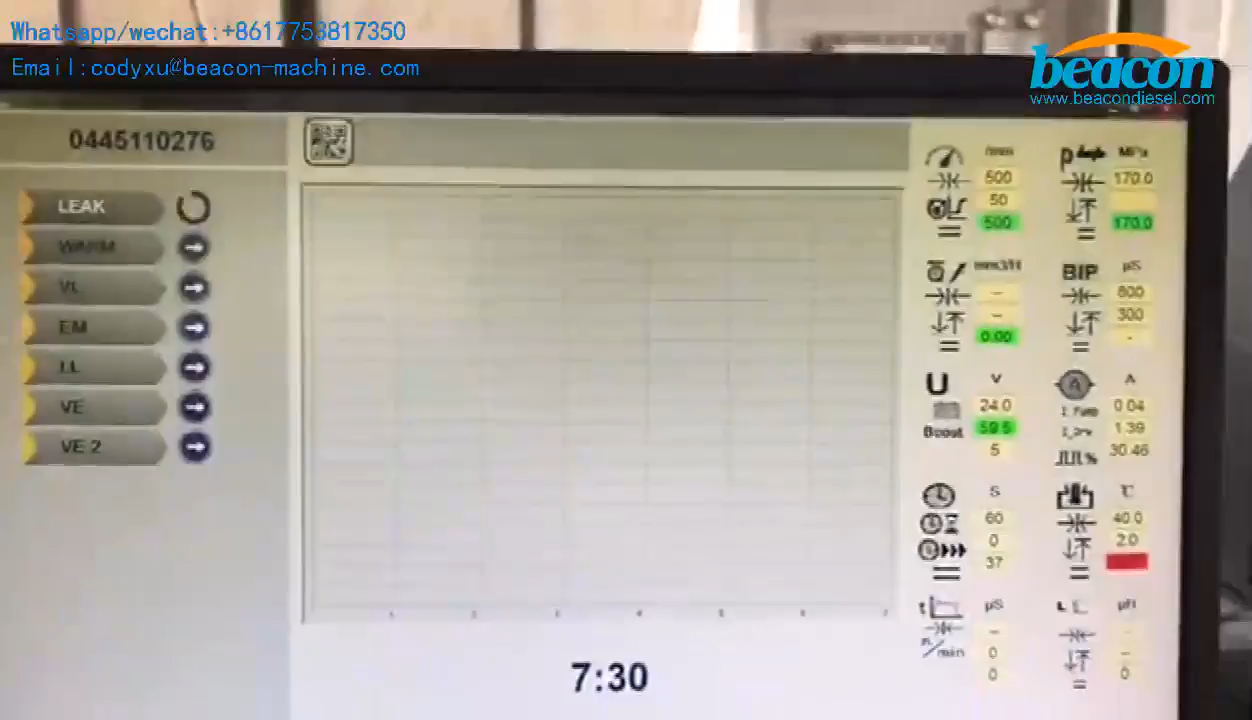 Whatsapp/wechat:+8617753817350
Email:codyxu@beacon-machine.com
beacon
www.beacondiesel.com
0445110276
LEAK
WARM
VL
EM
LL
VE
VE 2
7:30
/min
500
50
500
MPa
170.0
170.0
mm3/H
-
-
0.00
BIP
µS
800
300
-
U
V
24.0
Boost
59.5
5
A
A
0.04
1.39
%
30.46
S
60
0
37
℃
40.0
2.0
t
µS
-
n/min
0
0
L
µH
-
-
0